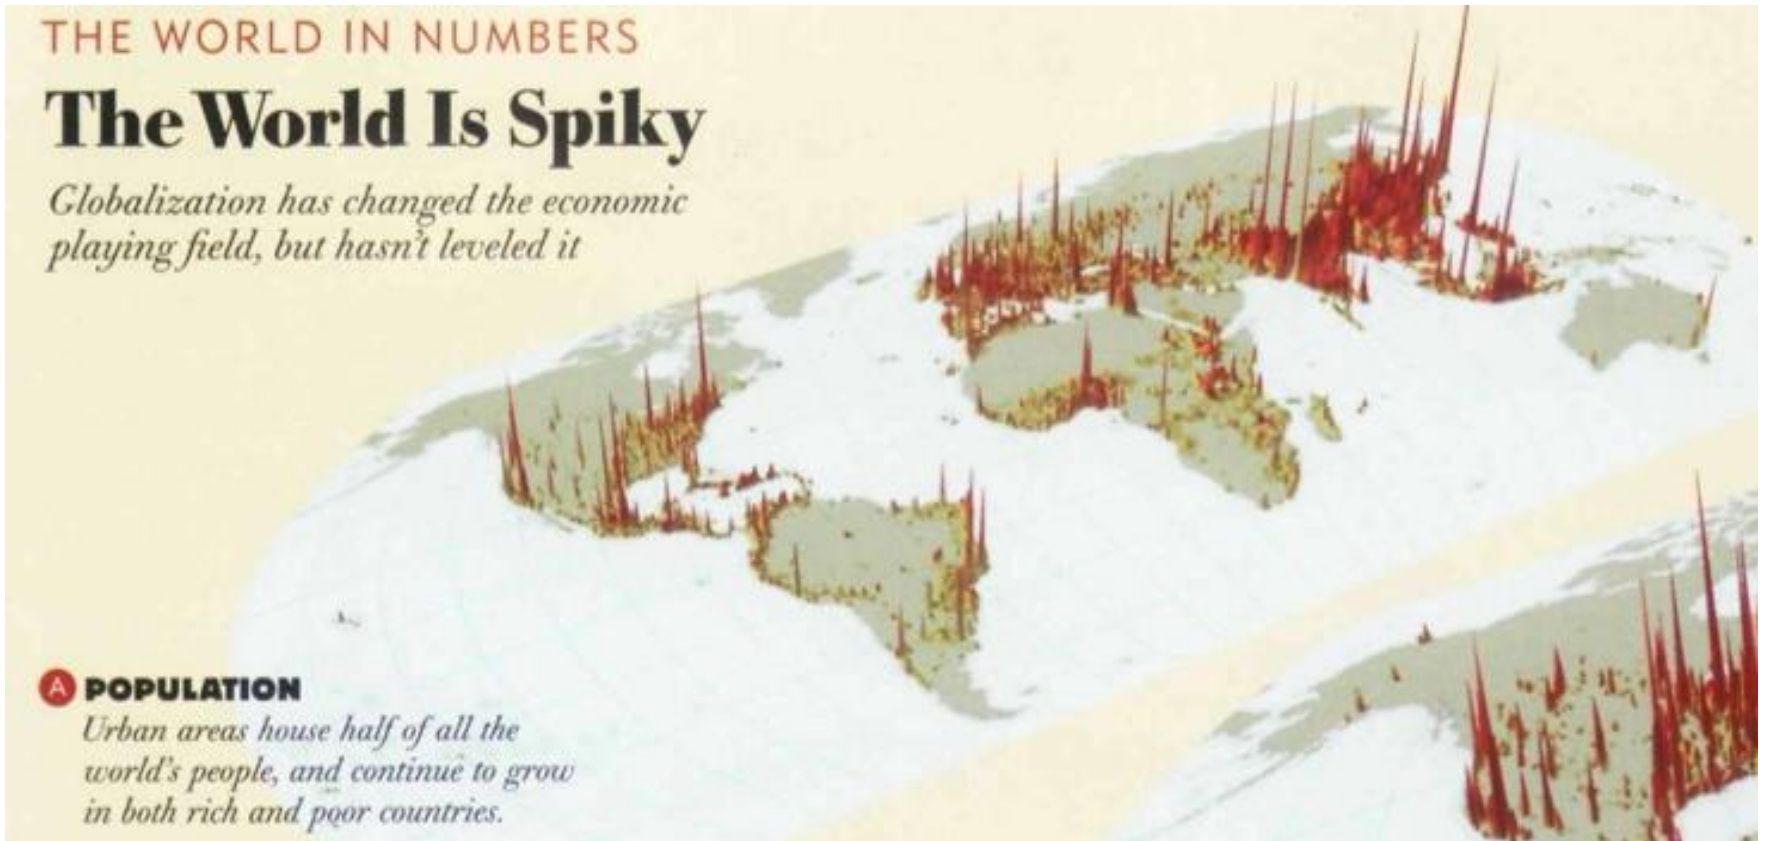 THE WORLD IN NUMBERS
The World Is Spiky
Globalization has changed the economic
playing field, but hasn't leveled it
A POPULATION
Urban areas house half of all the
world's people, and continue to grow
in both rich and poor countries.